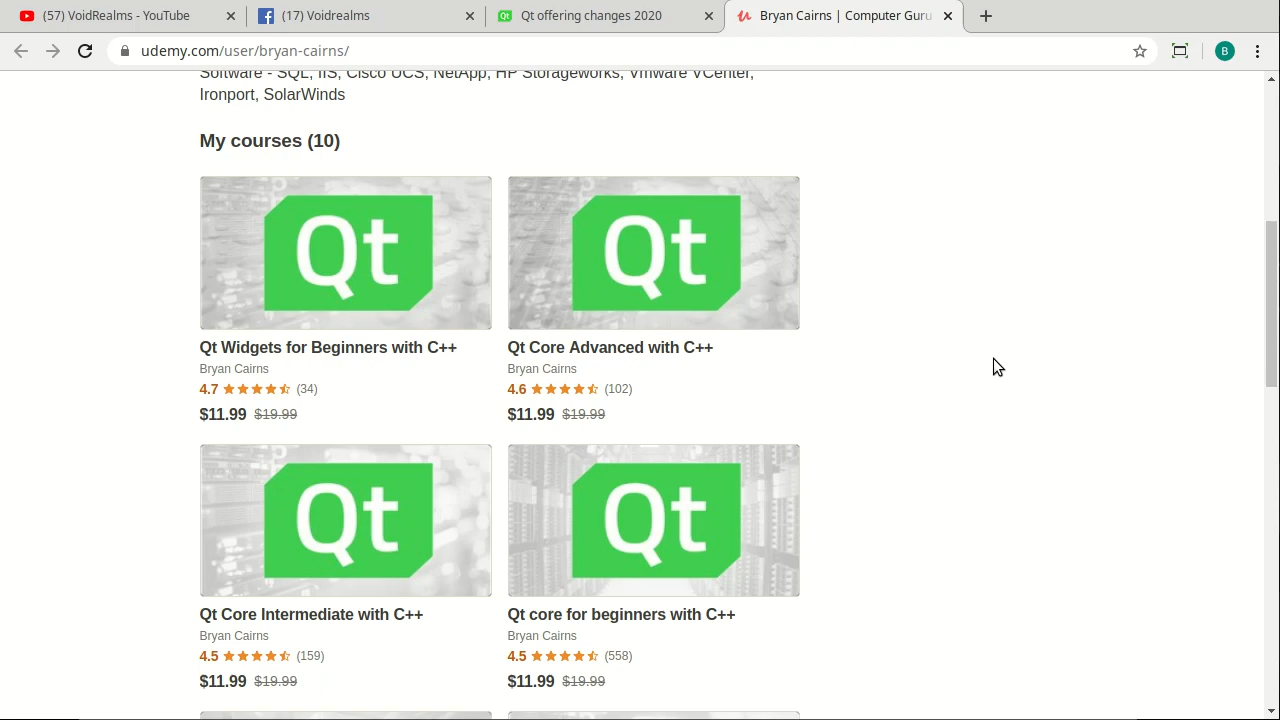 (57) VoidRealms - YouTube
(17) Voidrealms
Qt offering changes 2020
Bryan Cairns | Computer Guru
udemy.com/user/bryan-cairns/
B
Software - SQL, IIS, Cisco UCS, NetApp, HP Storageworks, Vmware VCenter,
Ironport, SolarWinds
My courses (10)
Qt
Qt
Qt Widgets for Beginners with C++
Bryan Cairns
4.7 (34)
$11.99 $19.99
Qt Core Advanced with C++
Bryan Cairns
4.6 (102)
$11.99 $19.99
Qt
Qt
Qt Core Intermediate with C++
Bryan Cairns
4.5 (159)
$11.99 $19.99
Qt core for beginners with C++
Bryan Cairns
4.5 (558)
$11.99 $19.99